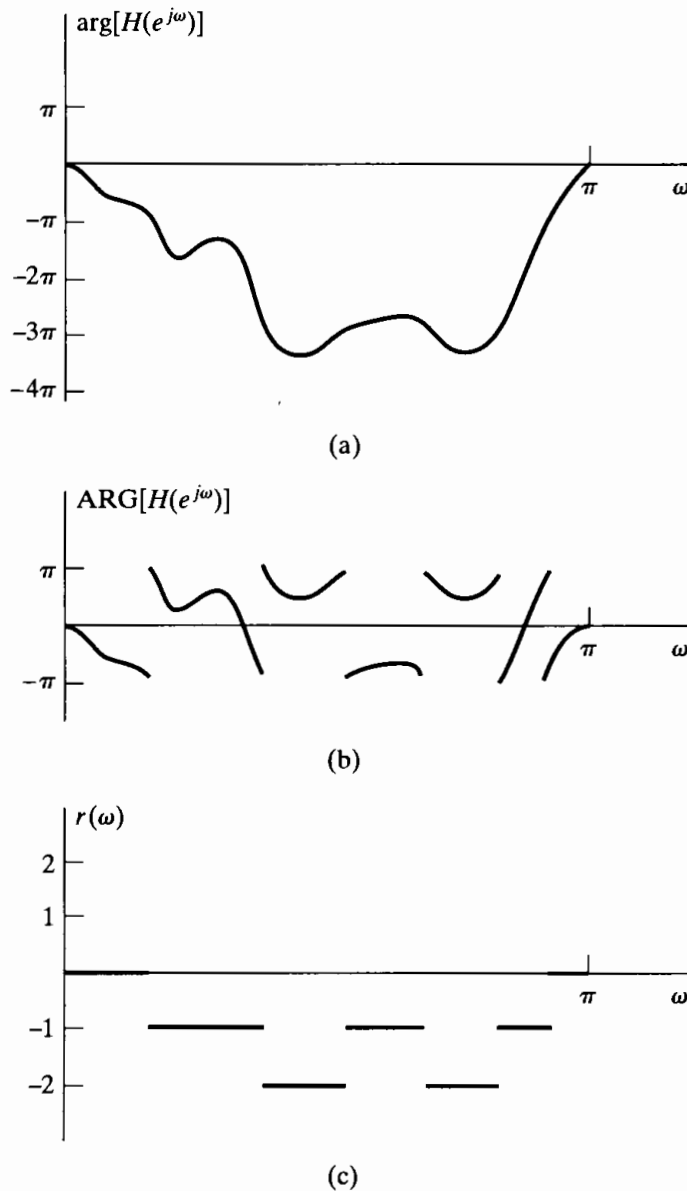 arg[H(e^{jω})]
π
π
ω
−π
−2π
−3π
−4π
(a)
ARG[H(e^{jω})]
π
π
ω
−π
(b)
r(ω)
2
1
π
ω
−1
−2
(c)